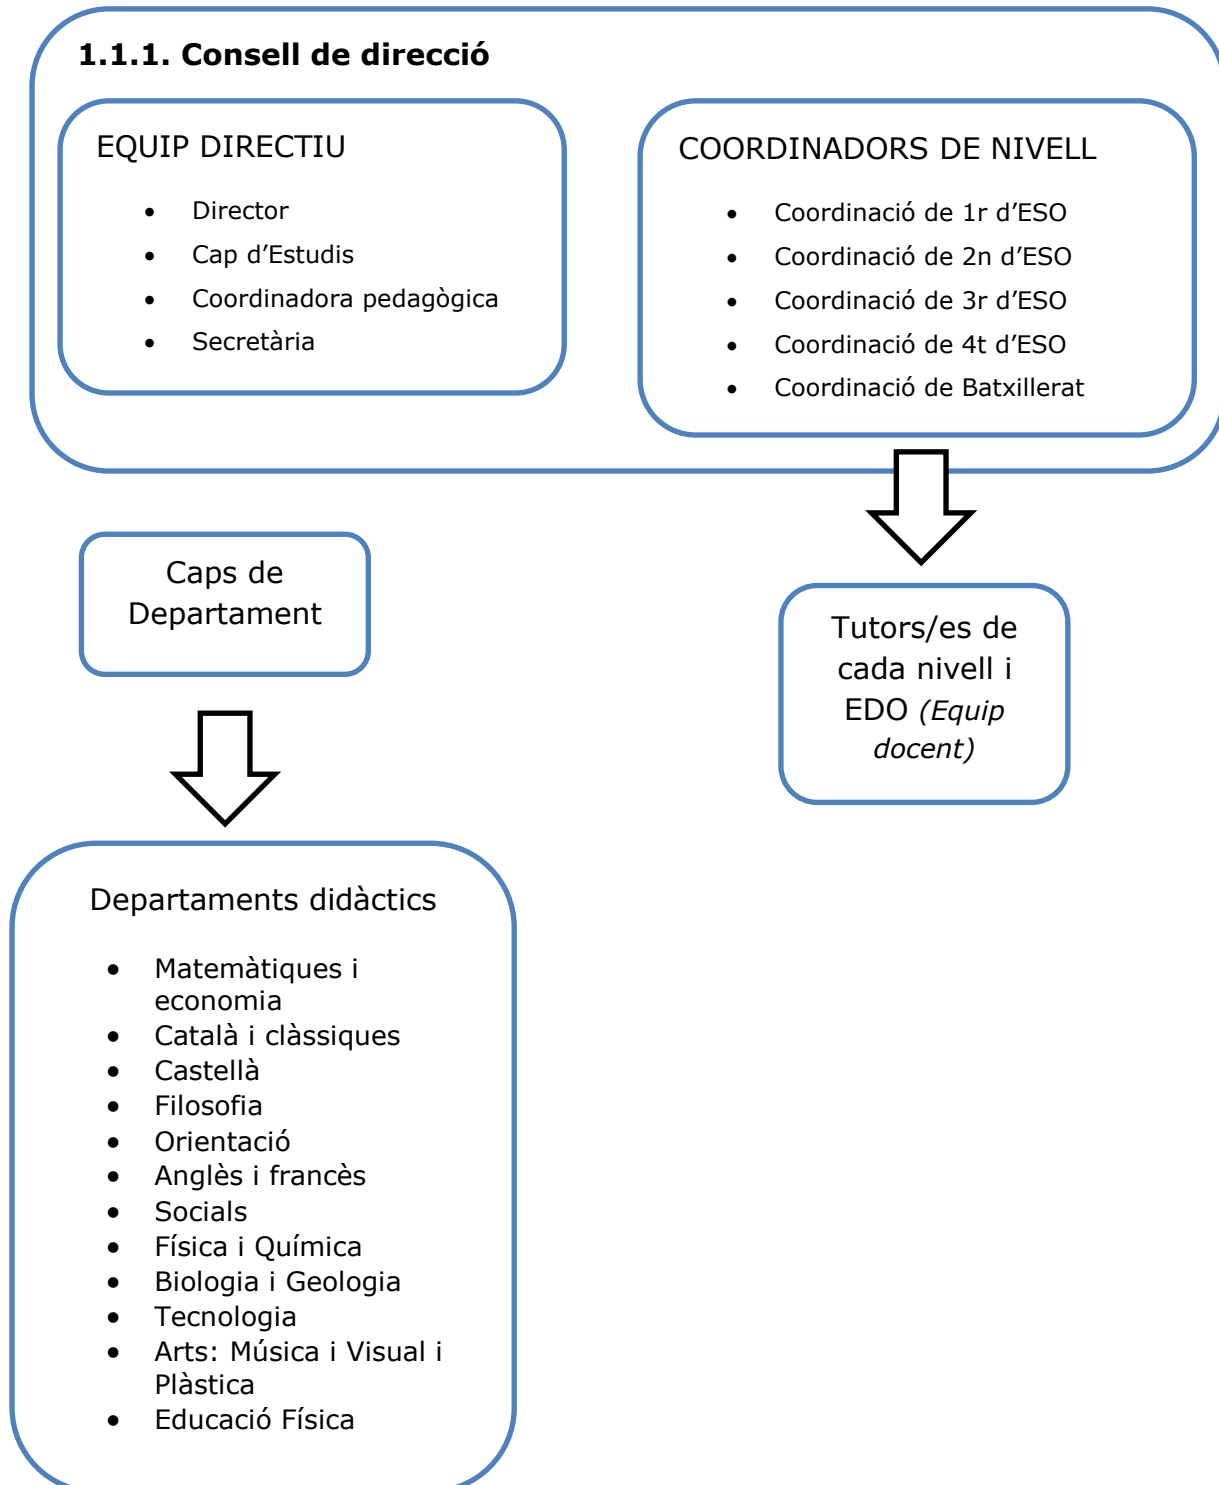 1.1.1. Consell de direcció
EQUIP DIRECTIU
• Director
• Cap d’Estudis
• Coordinadora pedagògica
• Secretària
COORDINADORS DE NIVELL
• Coordinació de 1r d’ESO
• Coordinació de 2n d’ESO
• Coordinació de 3r d’ESO
• Coordinació de 4t d’ESO
• Coordinació de Batxillerat
Caps de
Departament
Tutors/es de
cada nivell i
EDO (Equip
docent)
Departaments didàctics
• Matemàtiques i
economia
• Català i clàssiques
• Castellà
• Filosofia
• Orientació
• Anglès i francès
• Socials
• Física i Química
• Biologia i Geologia
• Tecnologia
• Arts: Música i Visual i
Plàstica
• Educació Física